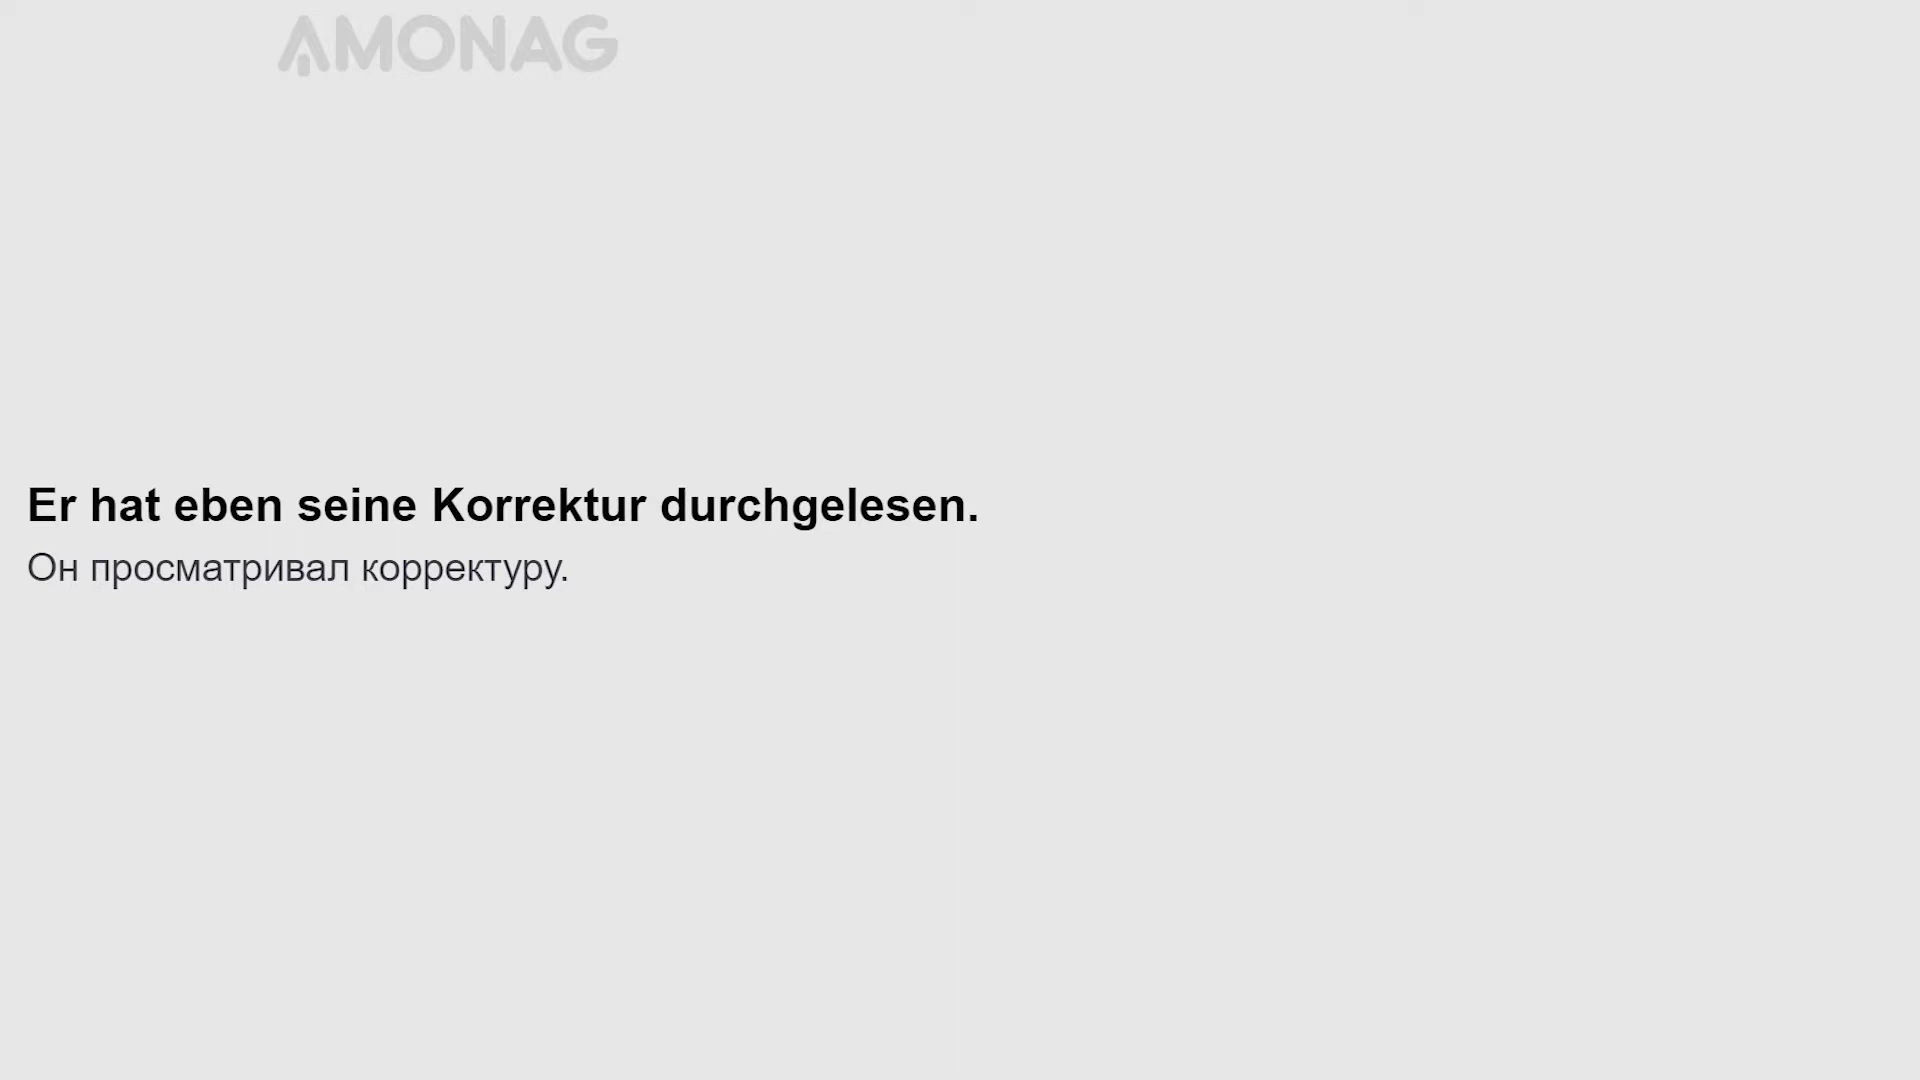 AMONAG
Er hat eben seine Korrektur durchgelesen.
Он просматривал корректуру.